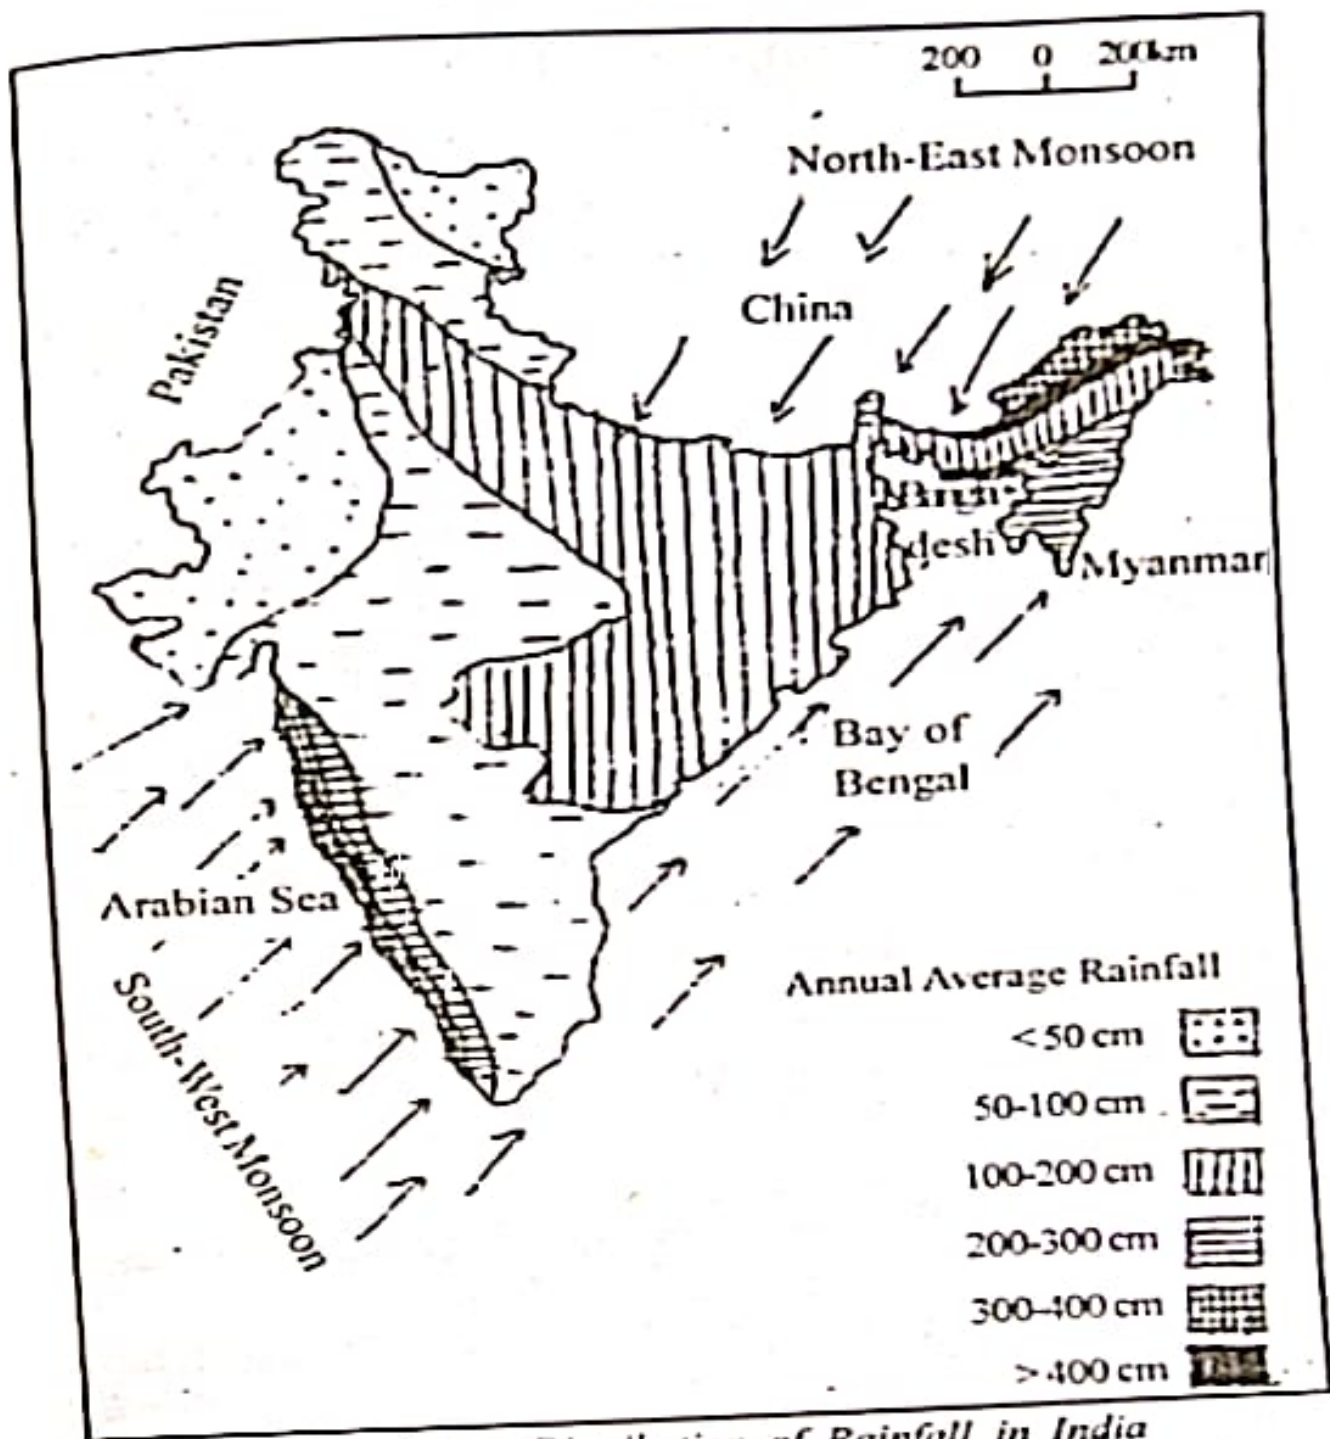 200 0 200km
North-East Monsoon
China
Pakistan
desh
Myanmar
Bay of
Bengal
Arabian Sea
South-West Monsoon
Annual Average Rainfall
<50 cm
50-100 cm
100-200 cm
200-300 cm
300-400 cm
>400 cm
of Rainfall in India